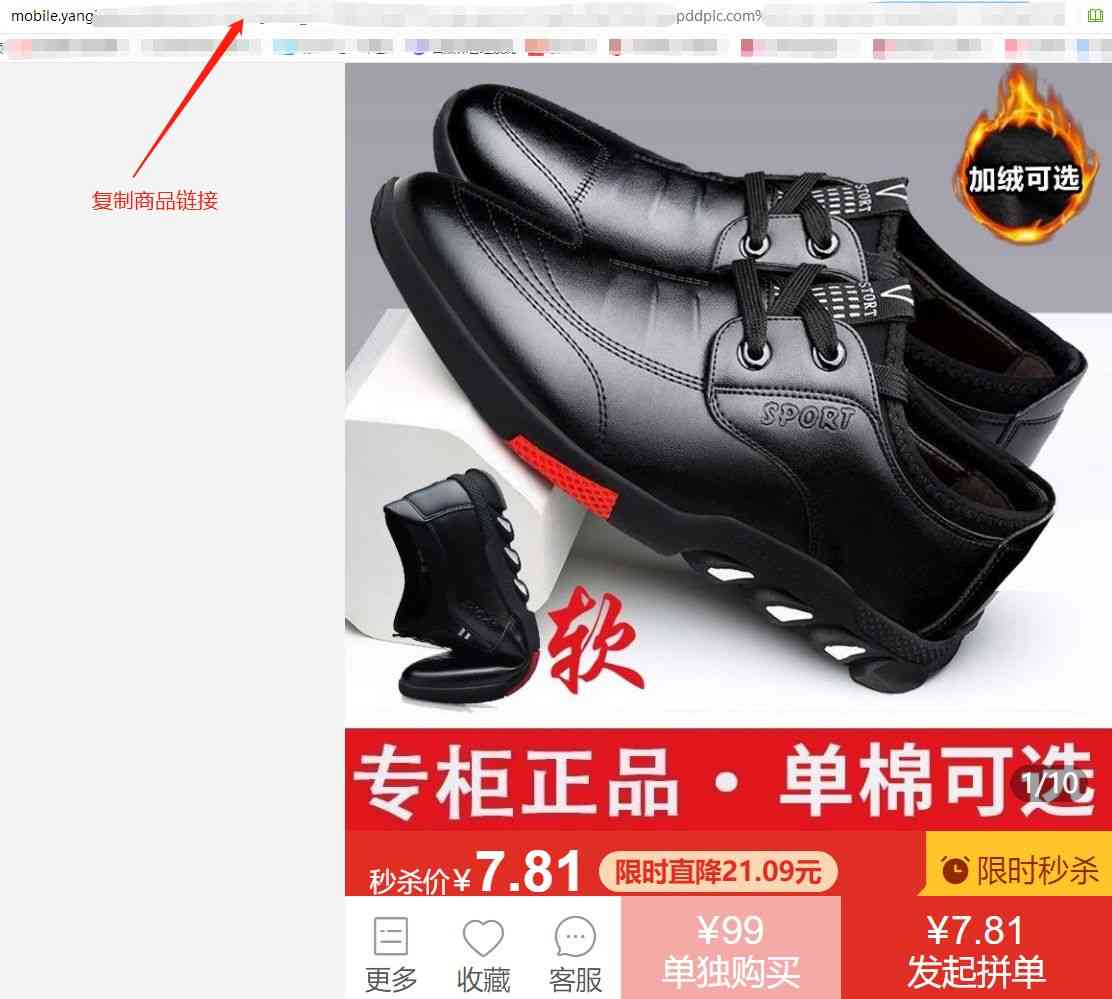 mobile.yang
pddpic.com%
复制商品链接
加绒可选
STORT
STORT
SPORT
软
专柜正品·单棉可选
1/10
秒杀价¥7.81
限时直降21.09元
限时秒杀
更多
收藏
客服
¥99
单独购买
¥7.81
发起拼单